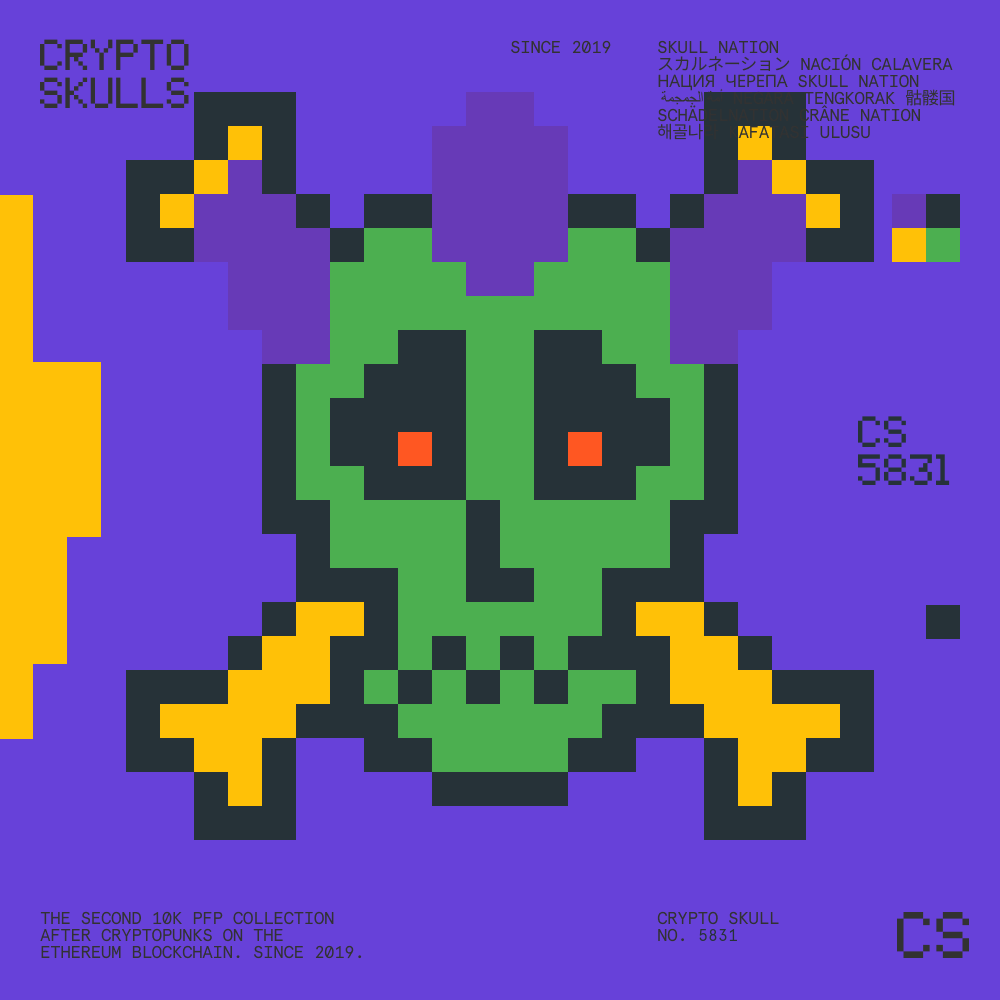 CRYPTO
SKULLS
SINCE 2019
SKULL NATION
スカルネーション NACIÓN CALAVERA
НАЦИЯ ЧЕРЕПА SKULL NATION
TENGKORAK 骷髅国
CRÂNE NATION
해골나라 KAFATASI ULUSU
CS
5831
THE SECOND 10K PFP COLLECTION
AFTER CRYPTOPUNKS ON THE
ETHEREUM BLOCKCHAIN. SINCE 2019.
CRYPTO SKULL
NO. 5831
CS